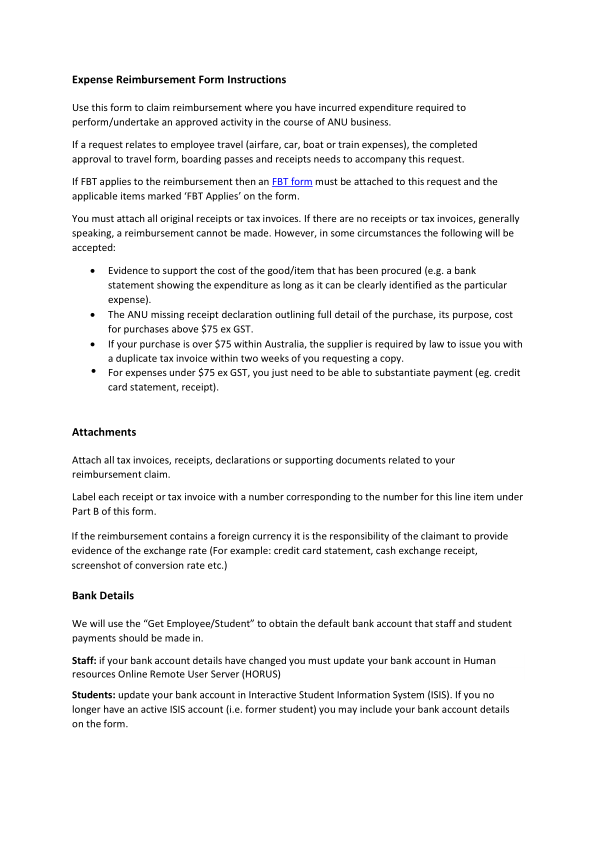 Expense Reimbursement Form Instructions
Use this form to claim reimbursement where you have incurred expenditure required to
perform/undertake an approved activity in the course of ANU business.
If a request relates to employee travel (airfare, car, boat or train expenses), the completed
approval to travel form, boarding passes and receipts needs to accompany this request.
If FBT applies to the reimbursement then an FBT form must be attached to this request and the
applicable items marked ‘FBT Applies’ on the form.
You must attach all original receipts or tax invoices. If there are no receipts or tax invoices, generally
speaking, a reimbursement cannot be made. However, in some circumstances the following will be
accepted:
• Evidence to support the cost of the good/item that has been procured (e.g. a bank
statement showing the expenditure as long as it can be clearly identified as the particular
expense).
• The ANU missing receipt declaration outlining full detail of the purchase, its purpose, cost
for purchases above $75 ex GST.
• If your purchase is over $75 within Australia, the supplier is required by law to issue you with
a duplicate tax invoice within two weeks of you requesting a copy.
• For expenses under $75 ex GST, you just need to be able to substantiate payment (eg. credit
card statement, receipt).
Attachments
Attach all tax invoices, receipts, declarations or supporting documents related to your
reimbursement claim.
Label each receipt or tax invoice with a number corresponding to the number for this line item under
Part B of this form.
If the reimbursement contains a foreign currency it is the responsibility of the claimant to provide
evidence of the exchange rate (For example: credit card statement, cash exchange receipt,
screenshot of conversion rate etc.)
Bank Details
We will use the “Get Employee/Student” to obtain the default bank account that staff and student
payments should be made in.
Staff: if your bank account details have changed you must update your bank account in Human
resources Online Remote User Server (HORUS)
Students: update your bank account in Interactive Student Information System (ISIS). If you no
longer have an active ISIS account (i.e. former student) you may include your bank account details
on the form.